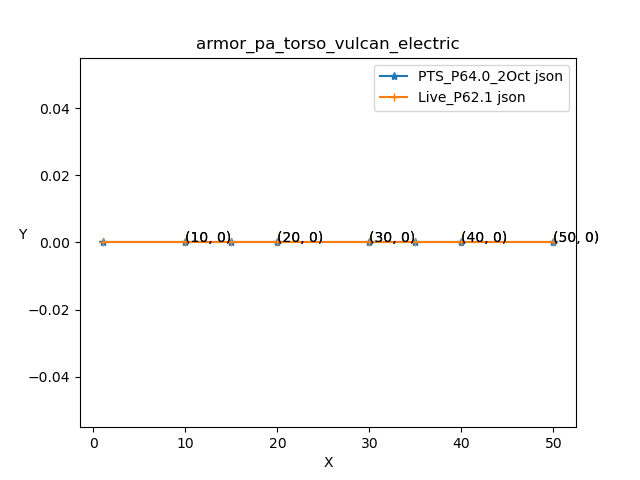 armor_pa_torso_vulcan_electric
PTS_P64.0_2Oct json
Live_P62.1 json
0.04
0.02
0.00
−0.02
−0.04
Y
(10, 0) (20, 0) (30, 0) (40, 0) (50, 0)
0 10 20 30 40 50
X